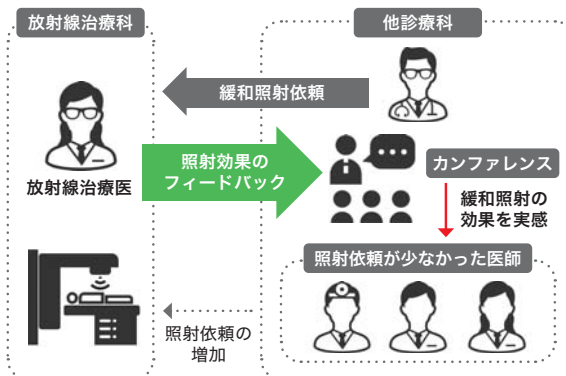 放射線治療科
他診療科
緩和照射依頼
放射線治療医
照射効果の
フィードバック
カンファレンス
緩和照射の
効果を実感
照射依頼が少なかった医師
照射依頼の
増加